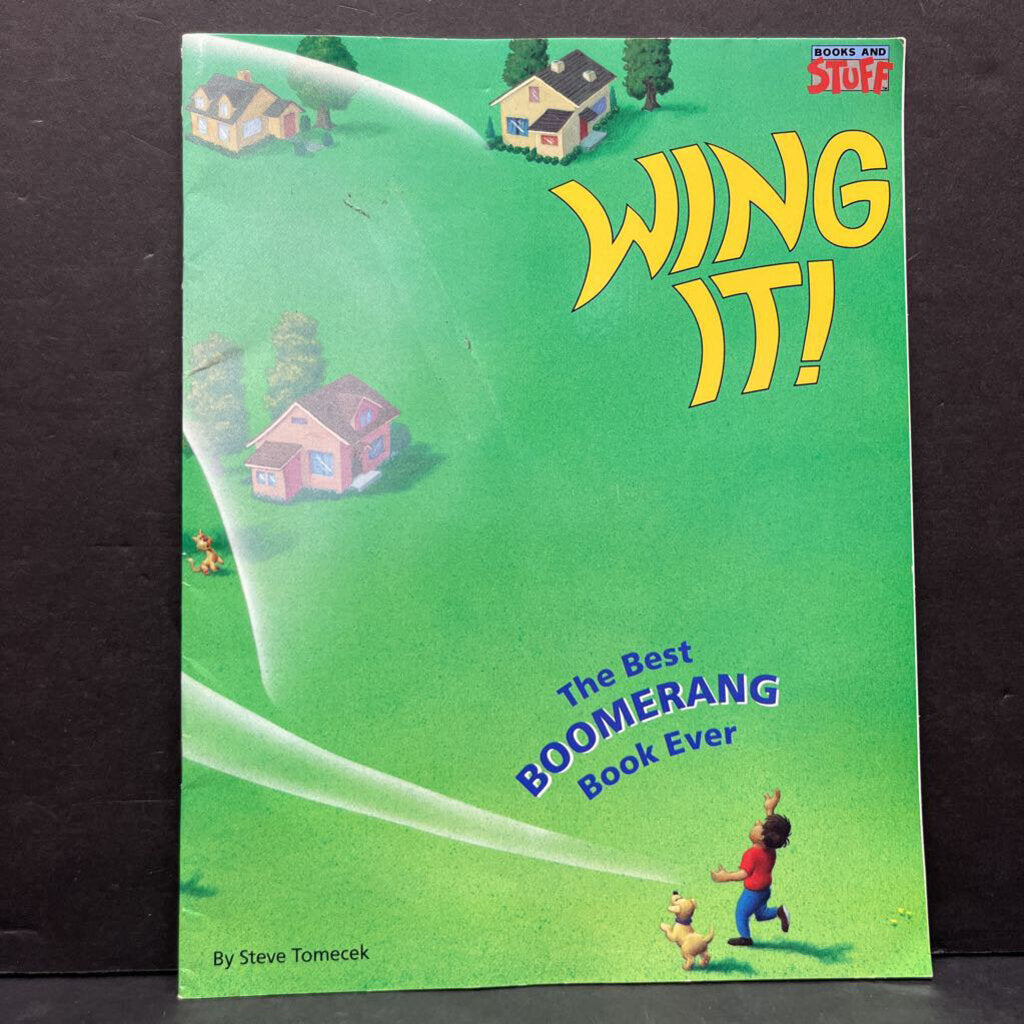 BOOKS AND
STUFF
WING
IT!
The Best
BOOMERANG
Book Ever
By Steve Tomecek